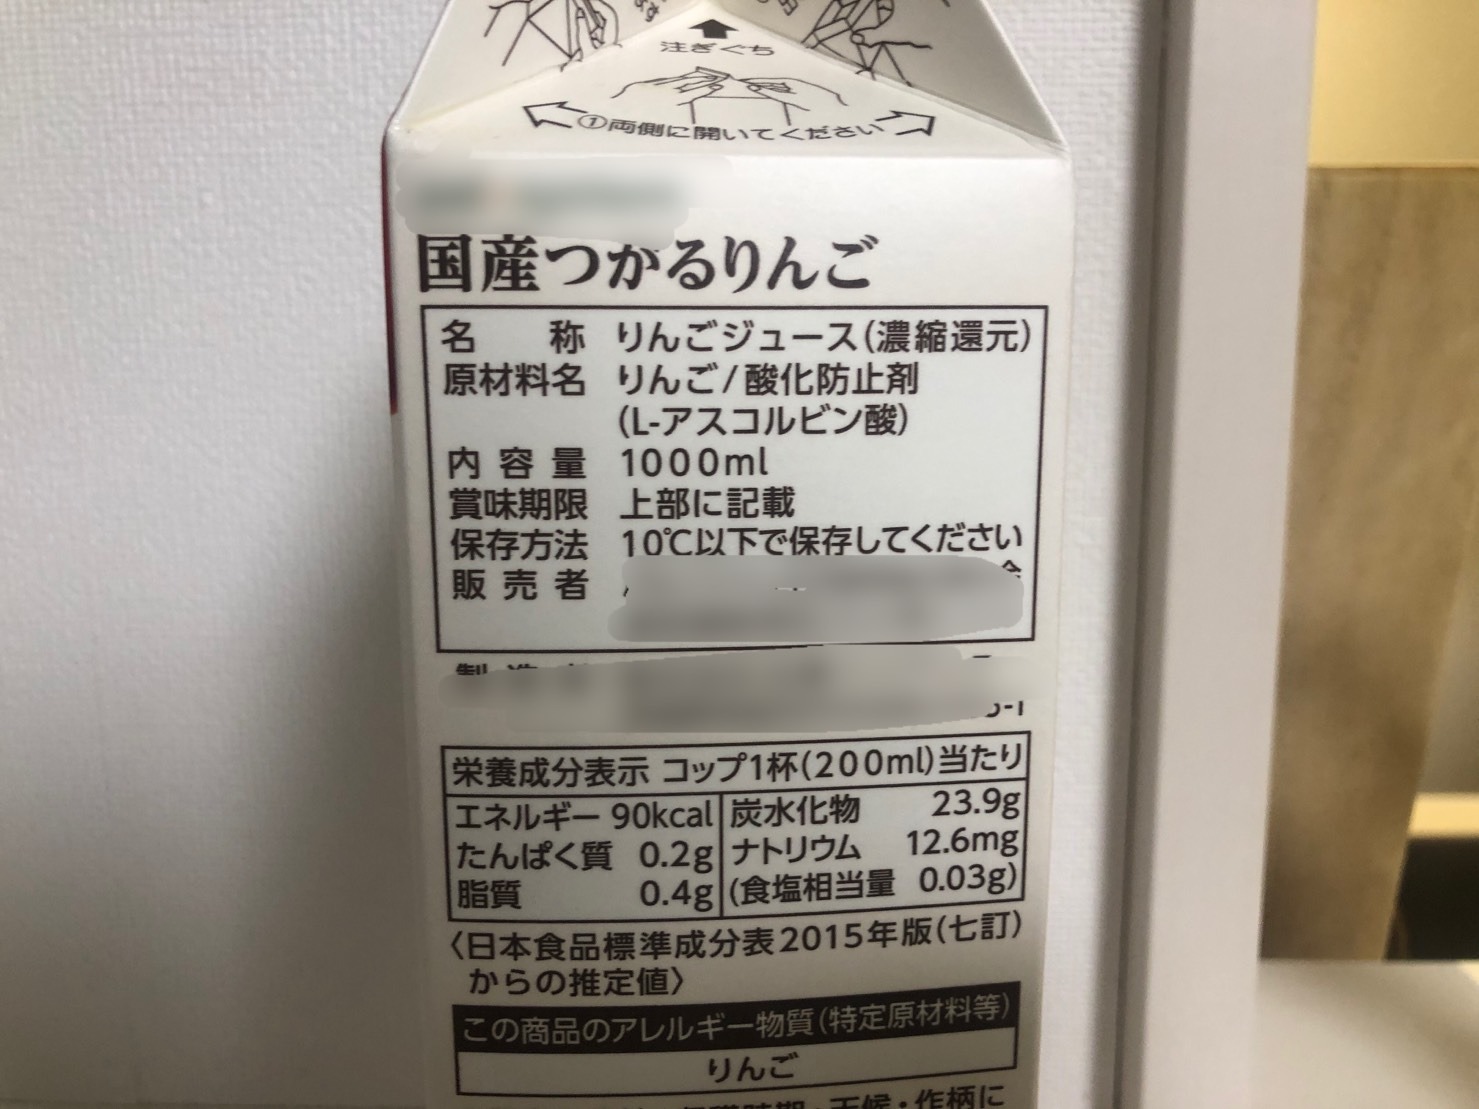 注ぎぐち
①両側に開いてください
国産つがるりんご
名 称 りんごジュース(濃縮還元)
原材料名 りんご/酸化防止剤
(L-アスコルビン酸)
内容量 1000ml
賞味期限 上部に記載
保存方法 10℃以下で保存してください
販売者
栄養成分表示 コップ1杯(200ml)当たり
エネルギー 90kcal 炭水化物 23.9g
たんぱく質 0.2g ナトリウム 12.6mg
脂質 0.4g (食塩相当量 0.03g)
〈日本食品標準成分表2015年版(七訂)
からの推定値〉
この商品のアレルギー物質(特定原材料等)
りんご
・天候・作柄に